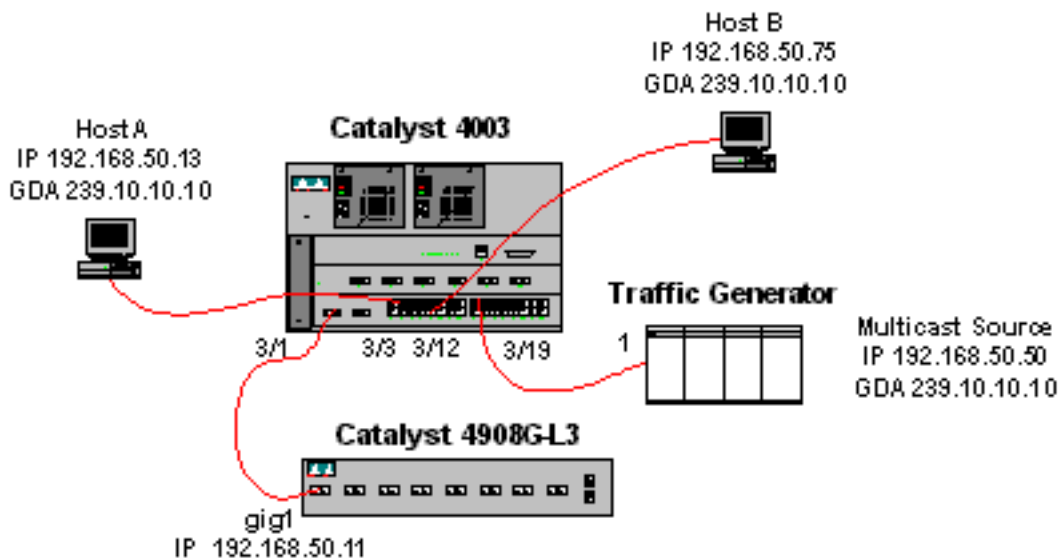 Host B
IP 192.168.50.75
GDA 239.10.10.10
Host A
IP 192.168.50.13
GDA 239.10.10.10
Catalyst 4003
3/1
3/3
3/12
3/19
Traffic Generator
1
Multicast Source
IP 192.168.50.50
GDA 239.10.10.10
Catalyst 4908G-L3
gig1
IP 192.168.50.11